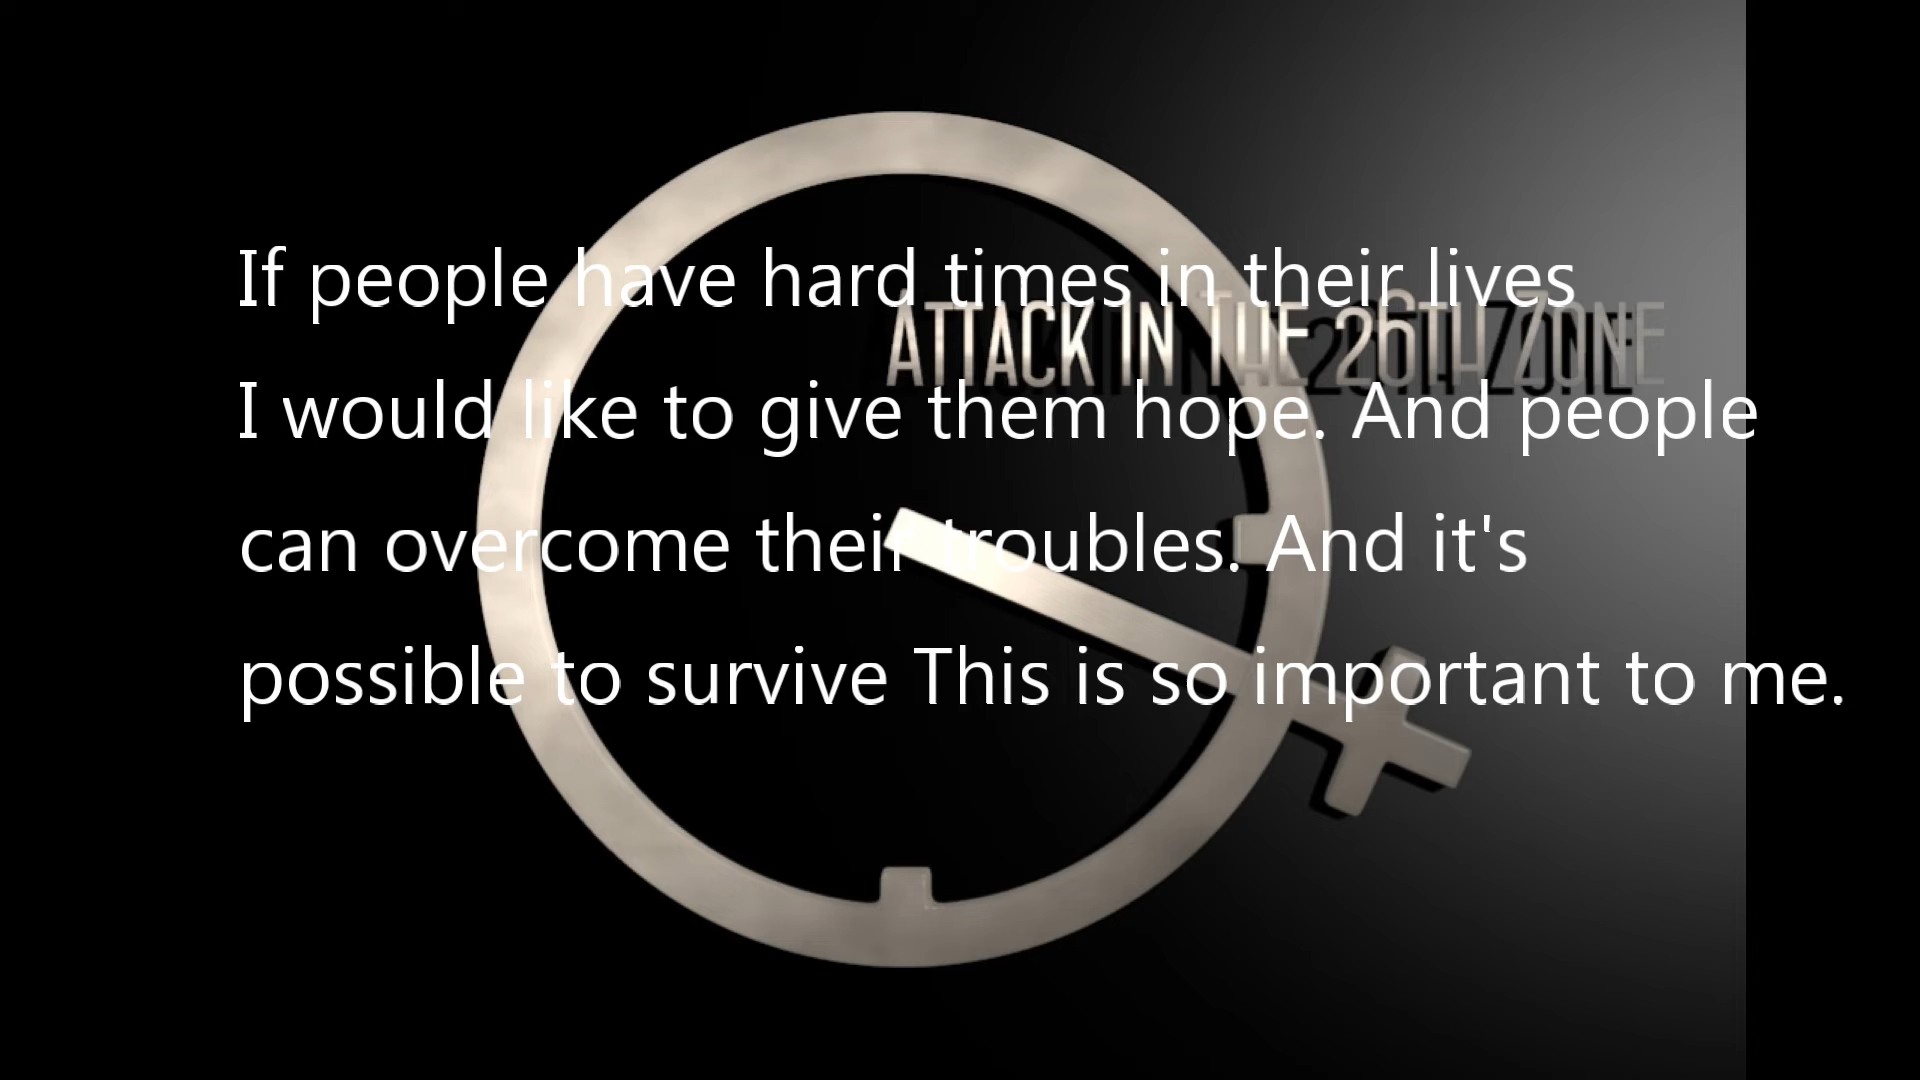 If people have hard times in their lives
ATTACK IN THE 26TH ZONE
I would like to give them hope. And people
can overcome their troubles. And it's
possible to survive This is so important to me.